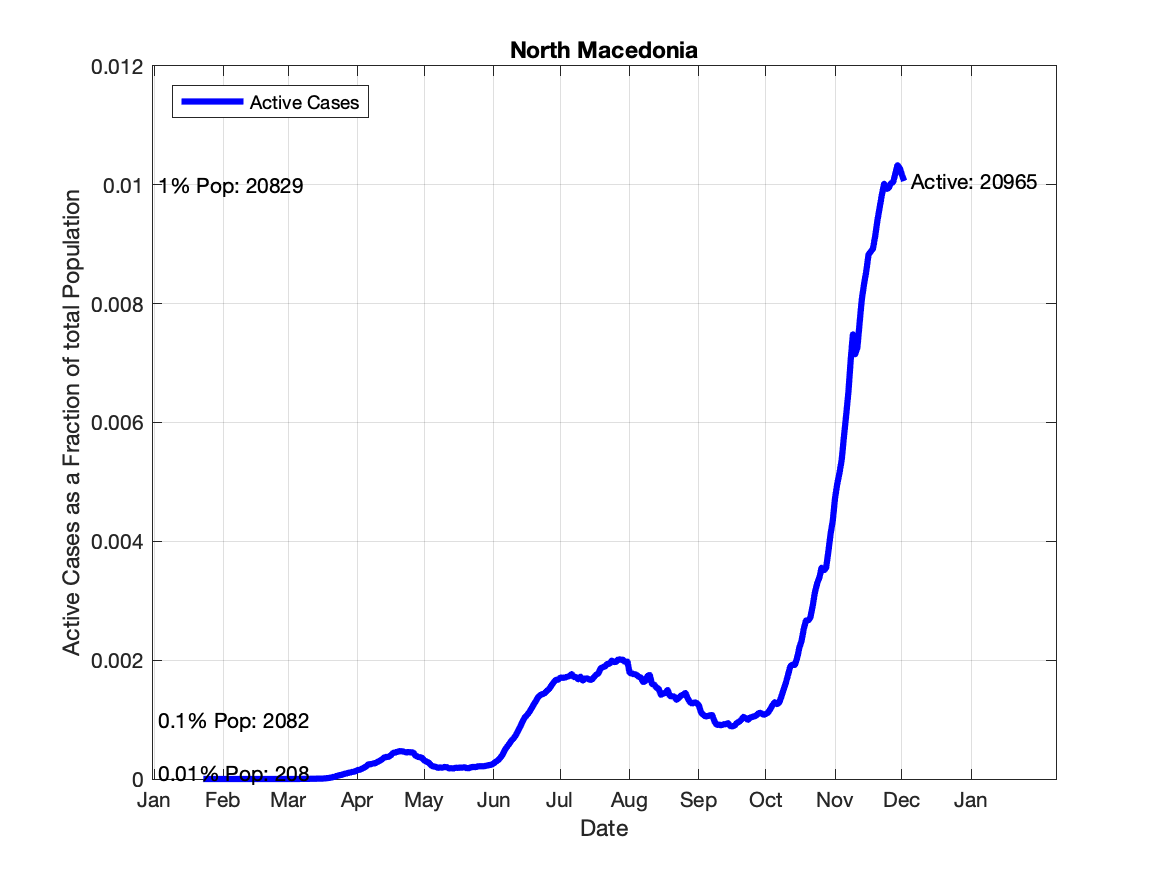 North Macedonia
0.012
Active Cases
0.01
1% Pop: 20829
Active: 20965
0.008
0.006
0.004
0.002
0.1% Pop: 2082
0
0.01% Pop: 208
Jan Feb Mar Apr May Jun Jul Aug Sep Oct Nov Dec Jan
Date
Active Cases as a Fraction of total Population